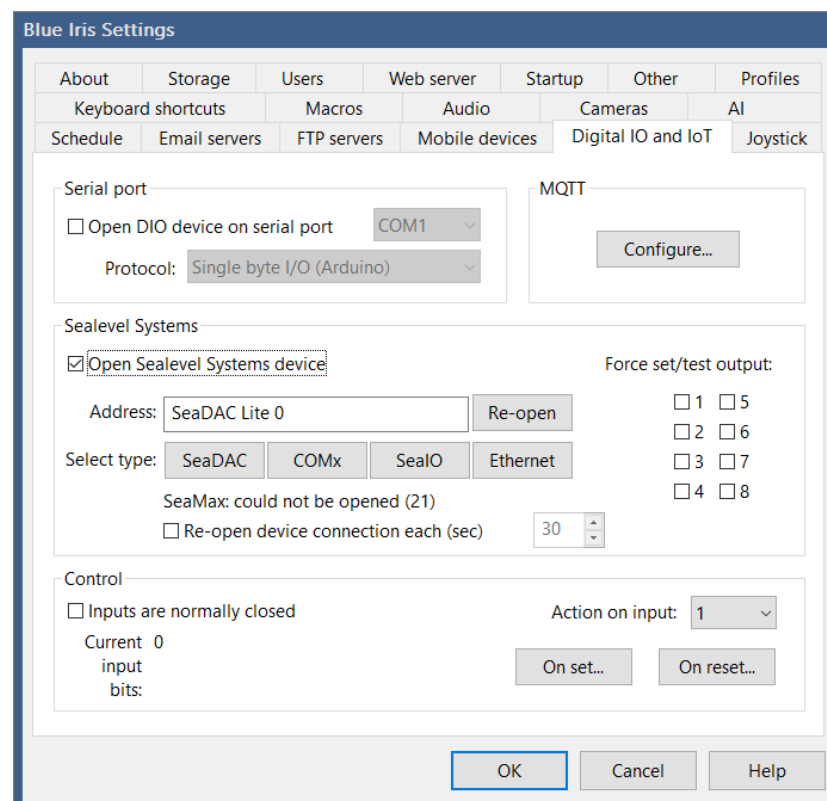 Blue Iris Settings
About Storage Users Web server Startup Other Profiles
Keyboard shortcuts Macros Audio Cameras AI
Schedule Email servers FTP servers Mobile devices Digital IO and IoT Joystick
Serial port
Open DIO device on serial port COM1
Protocol: Single byte I/O (Arduino)
MQTT
Configure...
Sealevel Systems
Open Sealevel Systems device
Address: SeaDAC Lite 0 Re-open
Select type: SeaDAC COMx SeaIO Ethernet
SeaMax: could not be opened (21)
Re-open device connection each (sec) 30
Force set/test output:
1 5
2 6
3 7
4 8
Control
Inputs are normally closed
Current 0
input
bits:
Action on input: 1
On set... On reset...
OK Cancel Help